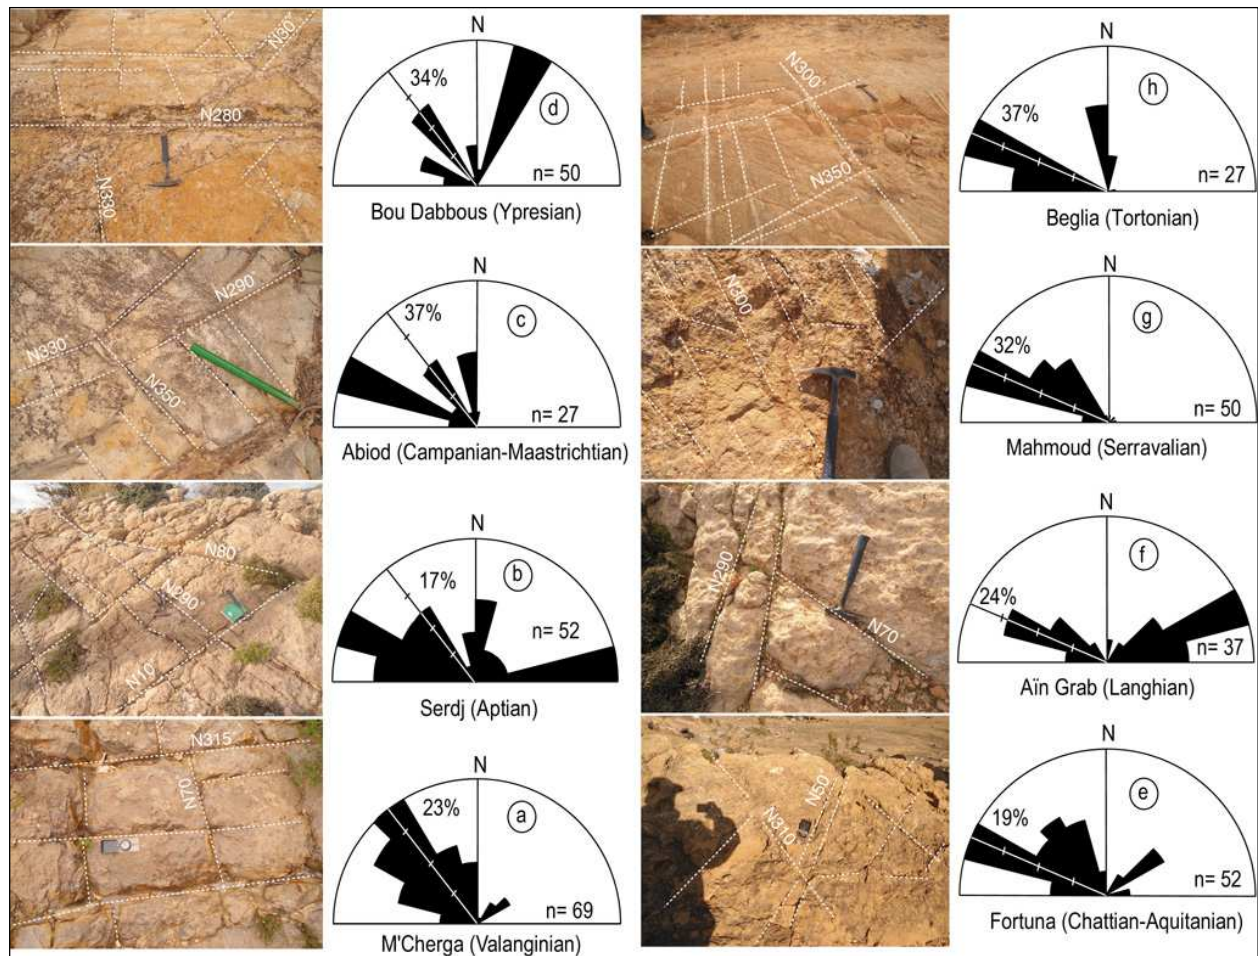 N30°
N280°
N330°
N
34%
d
n= 50
Bou Dabbous (Ypresian)
N290°
N330°
N350°
N
37%
c
n= 27
Abiod (Campanian-Maastrichtian)
N80°
N290°
N10°
N
17%
b
n= 52
Serdj (Aptian)
N315°
N70°
N
23%
a
n= 69
M'Cherga (Valanginian)
N300°
N350°
N
37%
h
n= 27
Beglia (Tortonian)
N300°
N
32%
g
n= 50
Mahmoud (Serravalian)
N290°
N70°
N
24%
f
n= 37
Aïn Grab (Langhian)
N50°
N310°
N
19%
e
n= 52
Fortuna (Chattian-Aquitanian)